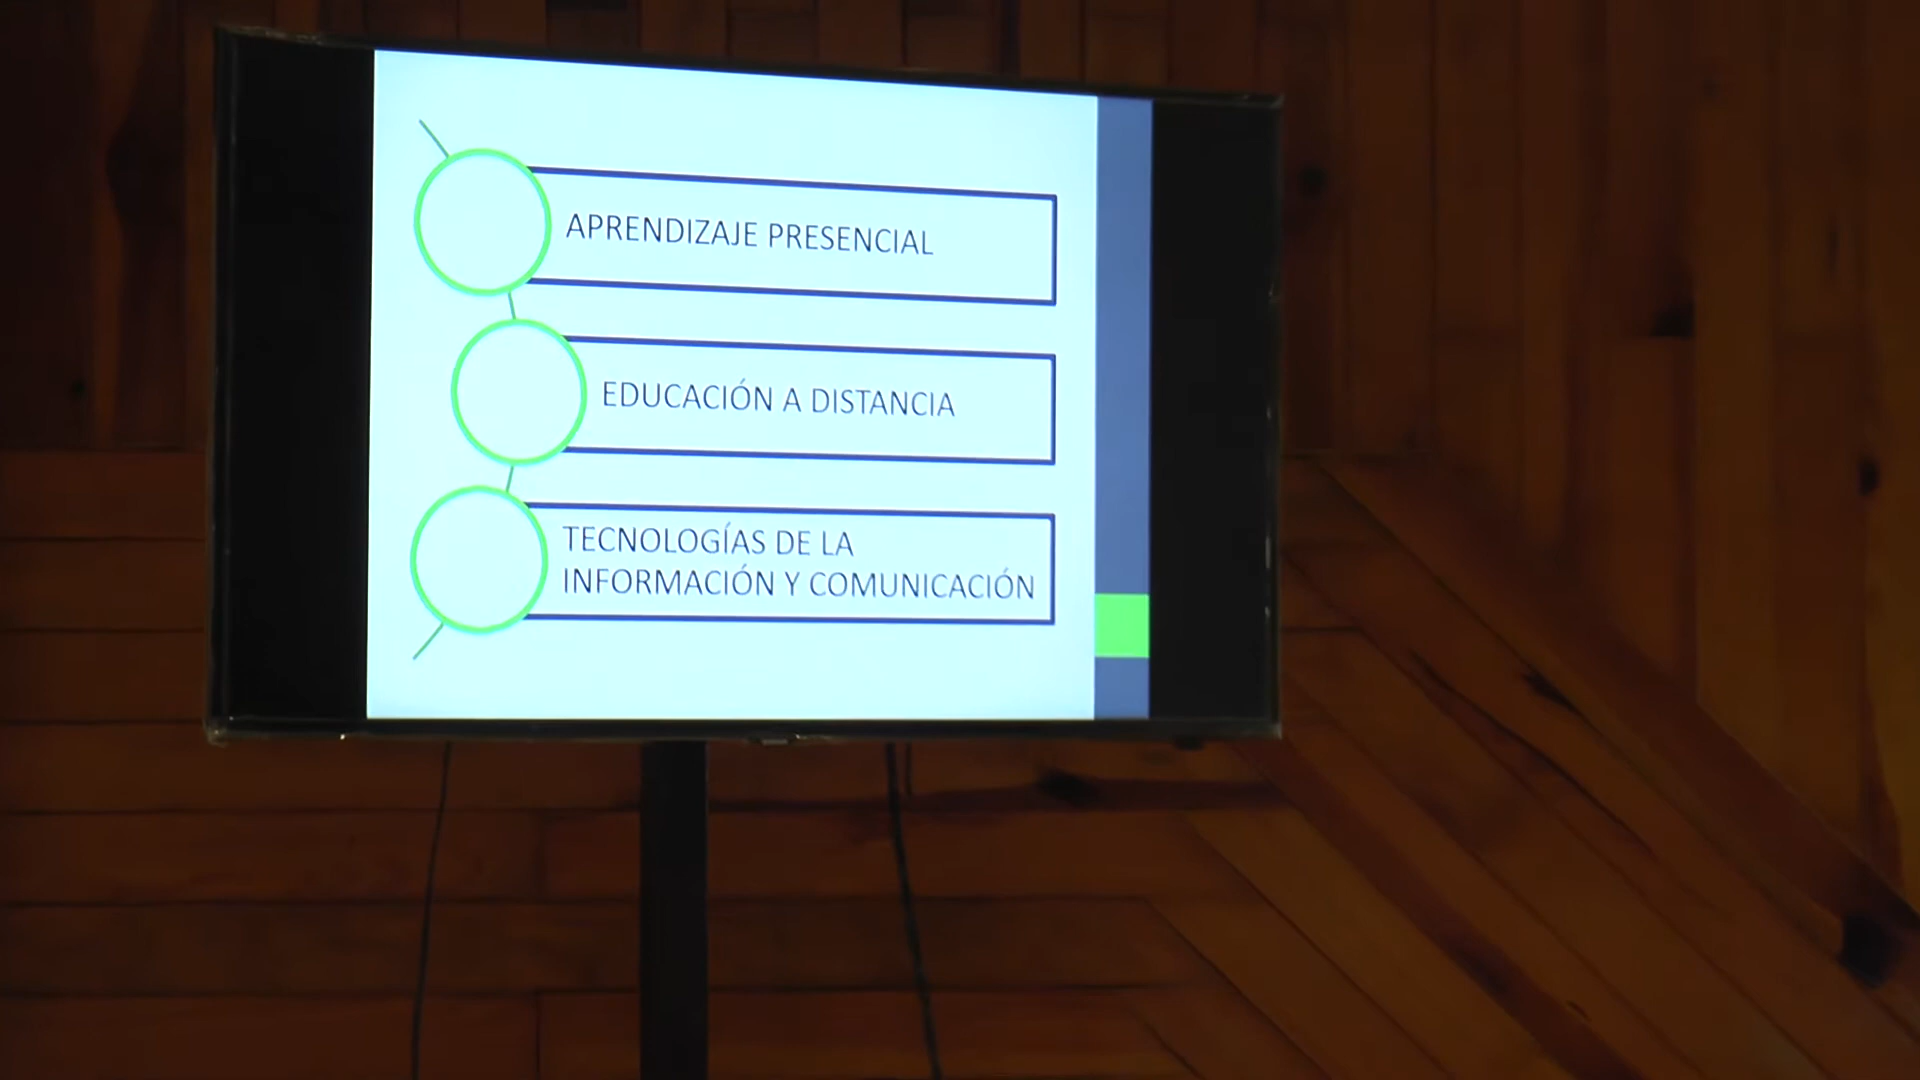 APRENDIZAJE PRESENCIAL
EDUCACIÓN A DISTANCIA
TECNOLOGÍAS DE LA
INFORMACIÓN Y COMUNICACIÓN